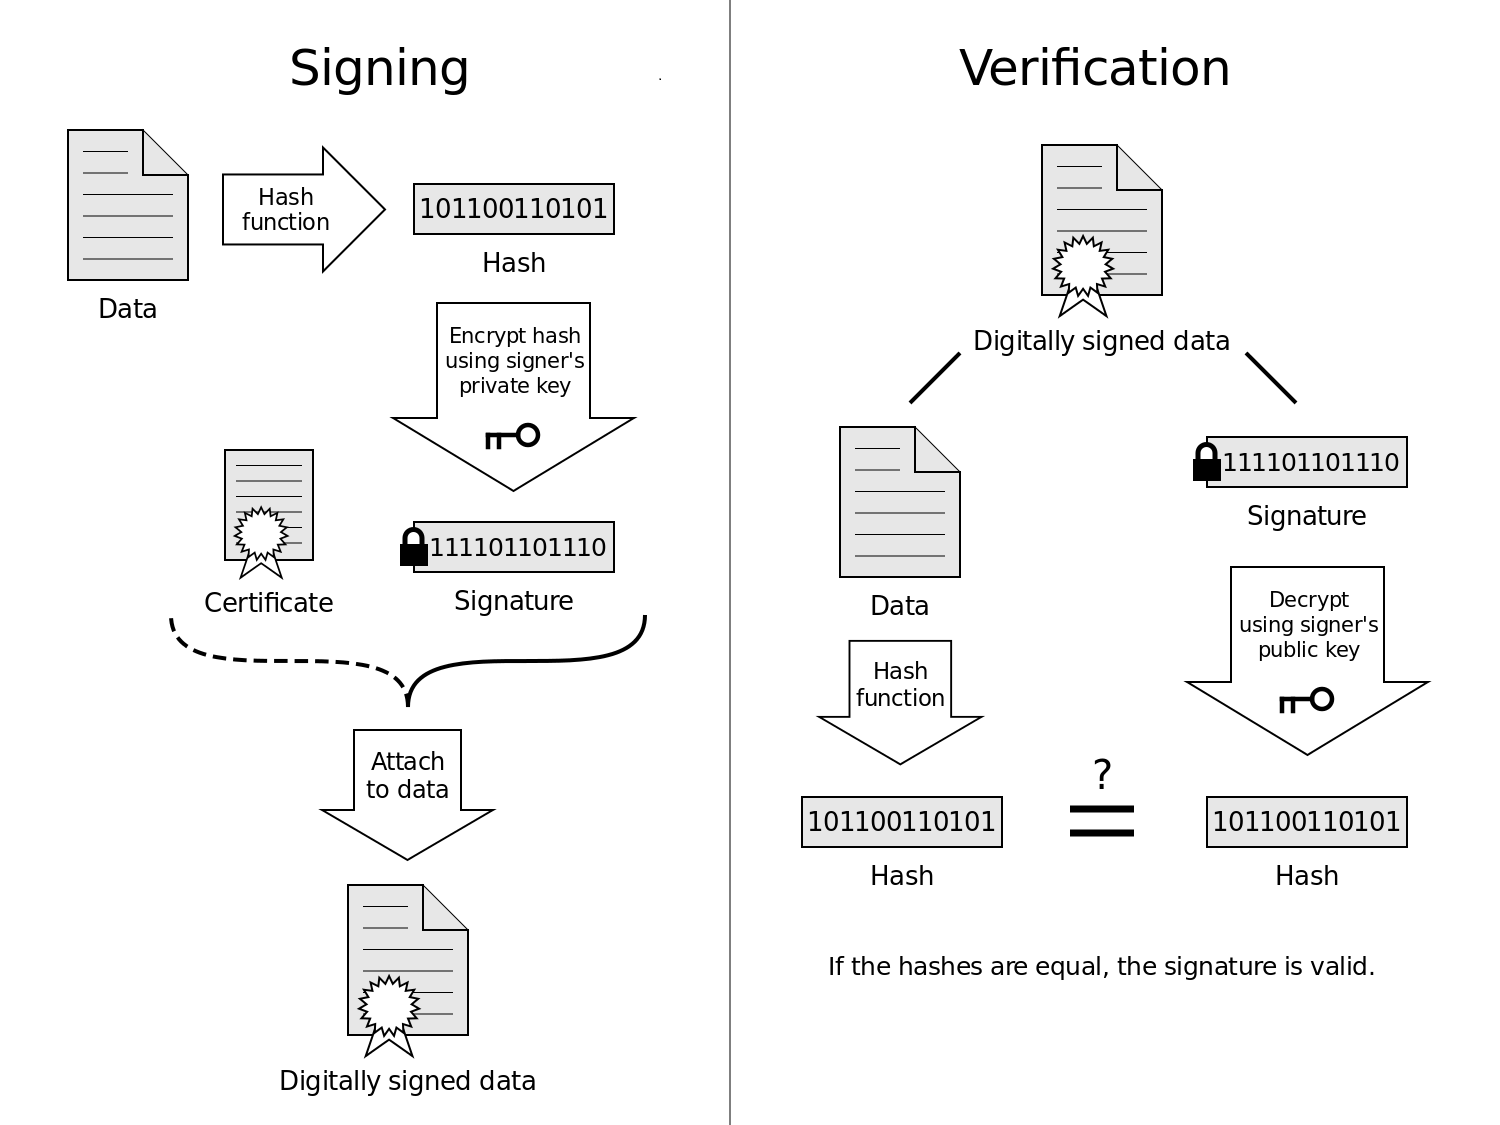 Signing
Hash
function
101100110101
Hash
Data
Encrypt hash
using signer's
private key
111101101110
Certificate
Signature
Attach
to data
Digitally signed data
Verification
Digitally signed data
111101101110
Signature
Data
Decrypt
using signer's
public key
Hash
function
?
101100110101
101100110101
Hash
Hash
If the hashes are equal, the signature is valid.